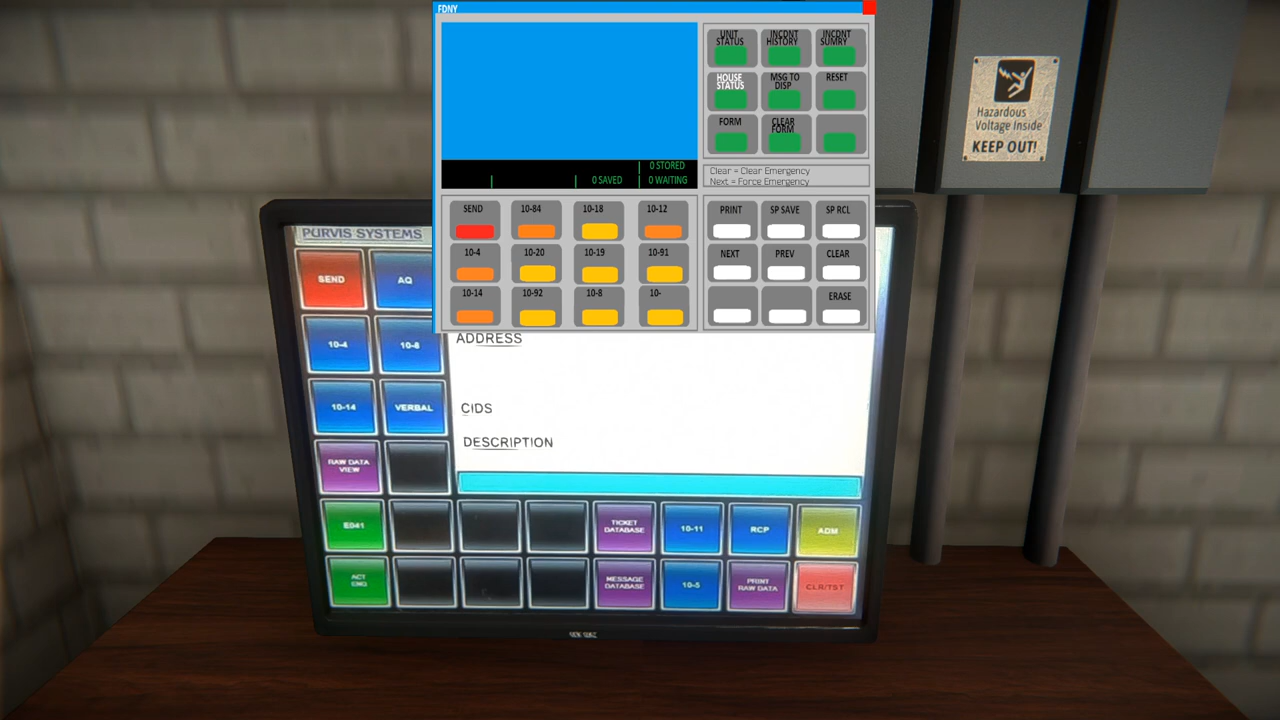 FDNY
UNIT
STATUS
INCDNT
HISTORY
INCDNT
SUMRY
HOUSE
STATUS
MSG TO
DISP
RESET
FORM
CLEAR
FORM
0 STORED
0 SAVED
0 WAITING
Clear = Clear Emergency
Next = Force Emergency
SEND
10-84
10-18
10-12
PRINT
SP SAVE
SP RCL
10-4
10-20
10-19
10-91
NEXT
PREV
CLEAR
10-14
10-92
10-8
10-
ERASE
Hazardous
Voltage Inside
KEEP OUT!
PURVIS SYSTEMS
SEND
AQ
10-4
10-8
10-14
VERBAL
RAW DATA
VIEW
ADDRESS
CIDS
DESCRIPTION
E041
TICKET
DATABASE
10-11
RCP
ADM
ACT
ENQ
MESSAGE
DATABASE
10-5
PRINT
RAW DATA
CLR/TST